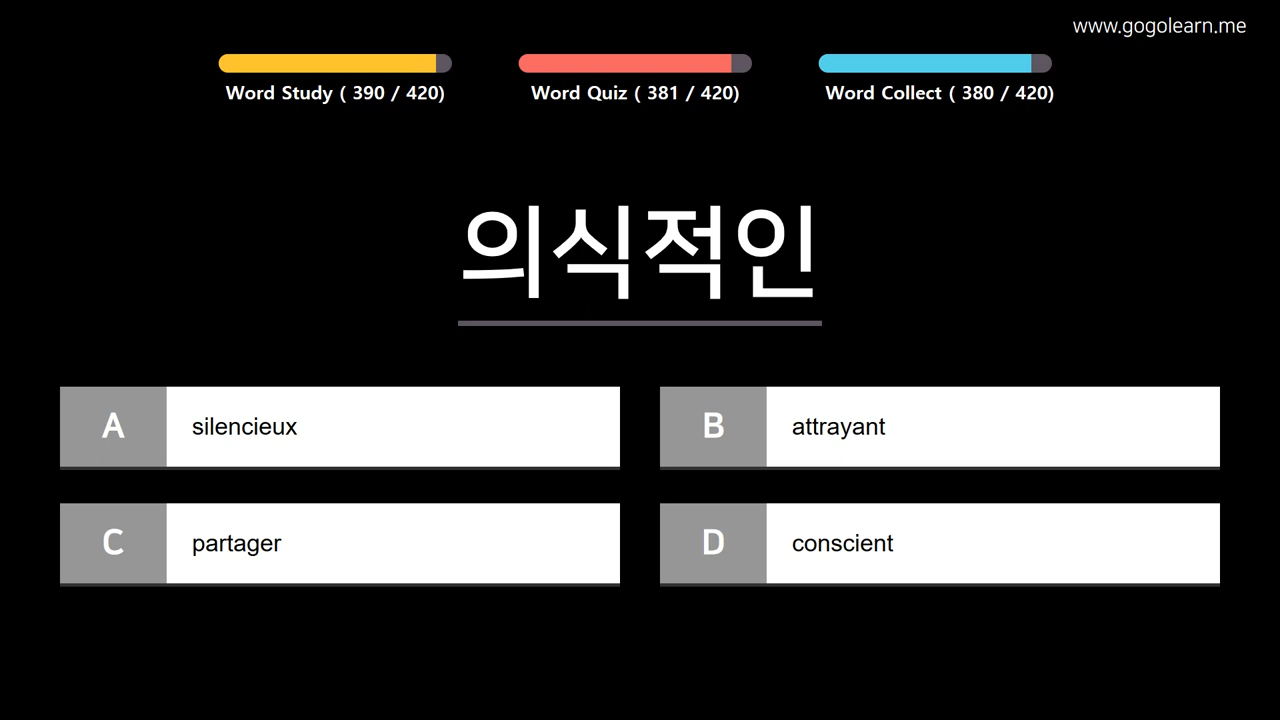 www.gogolearn.me
Word Study ( 390 / 420)
Word Quiz ( 381 / 420)
Word Collect ( 380 / 420)
의식적인
A silencieux
B attrayant
C partager
D conscient